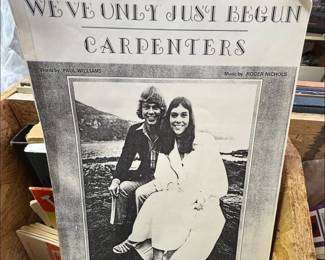 WE'VE ONLY JUST BEGUN
CARPENTERS
Words by PAUL WILLIAMS
Music by ROGER NICHOLS